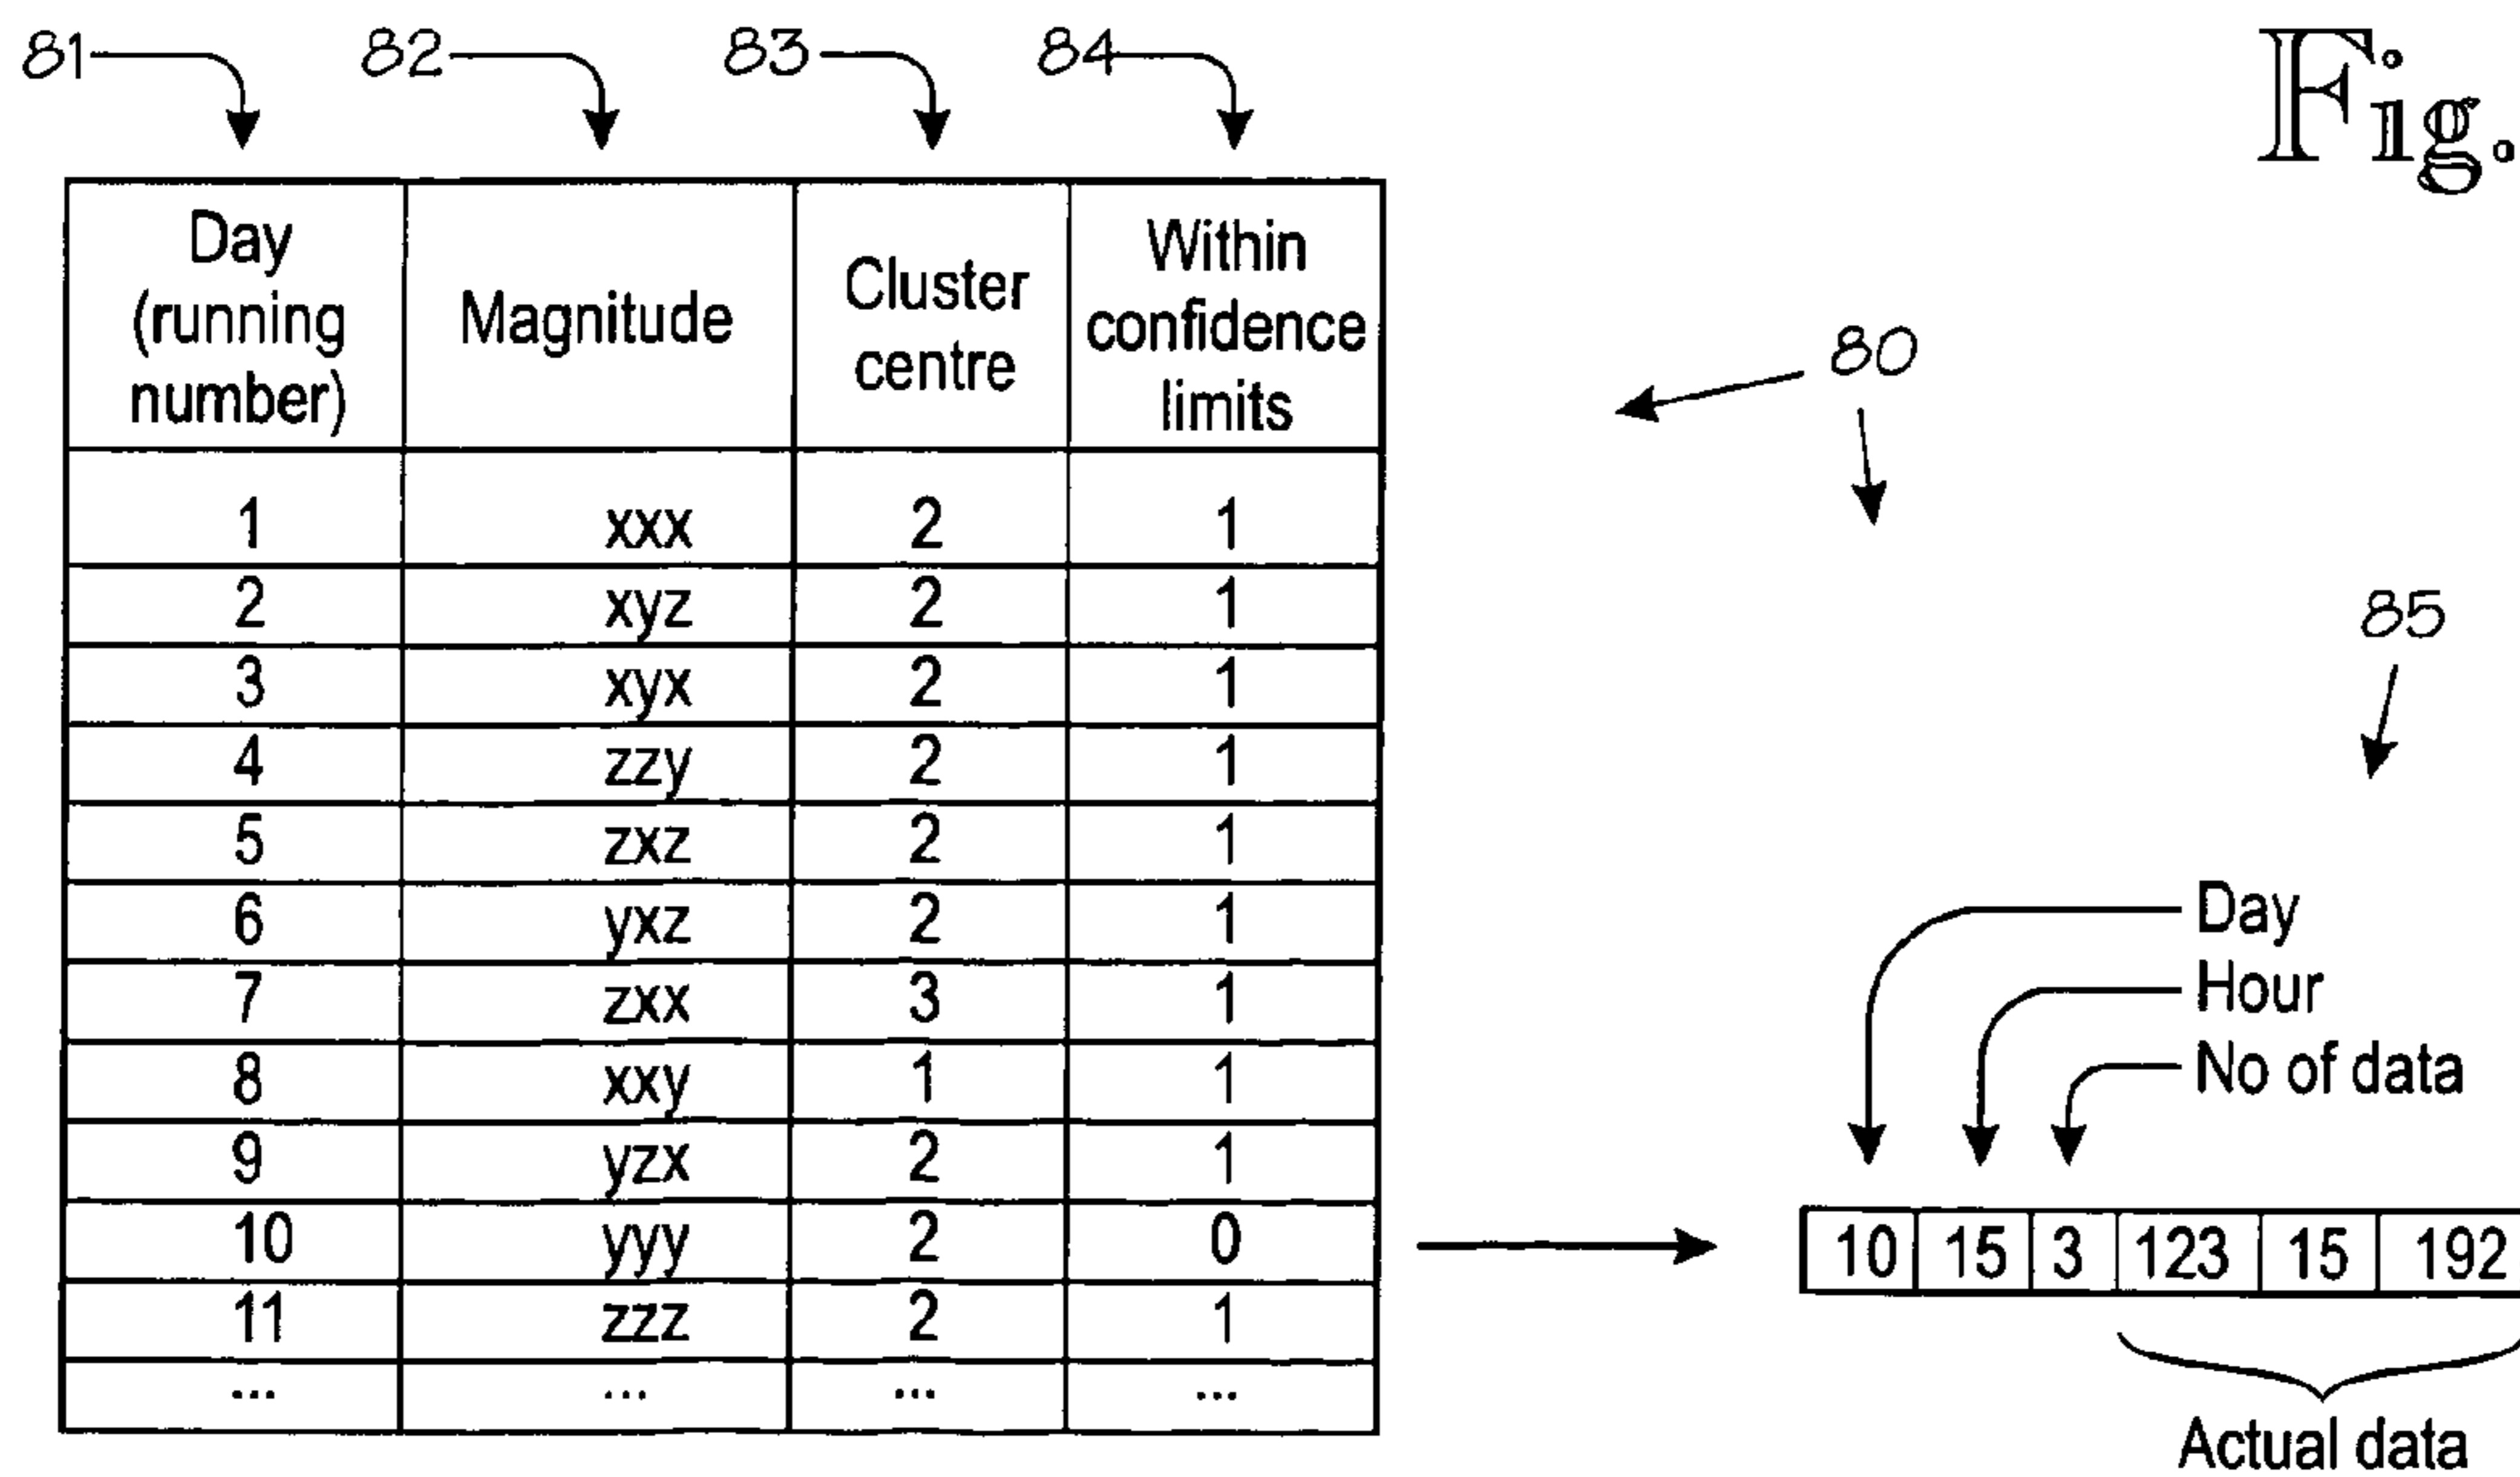 81 82 83 84
Fig.
Day (running number) Magnitude Cluster centre Within confidence limits
1 xxx 2 1
2 xyz 2 1
3 xyx 2 1
4 zzy 2 1
5 zxz 2 1
6 yxz 2 1
7 zxx 3 1
8 xxy 1 1
9 yzx 2 1
10 yyy 2 0
11 zzz 2 1
... ... ... ...
80
85
Day
Hour
No of data
10 15 3 123 15 192
Actual data